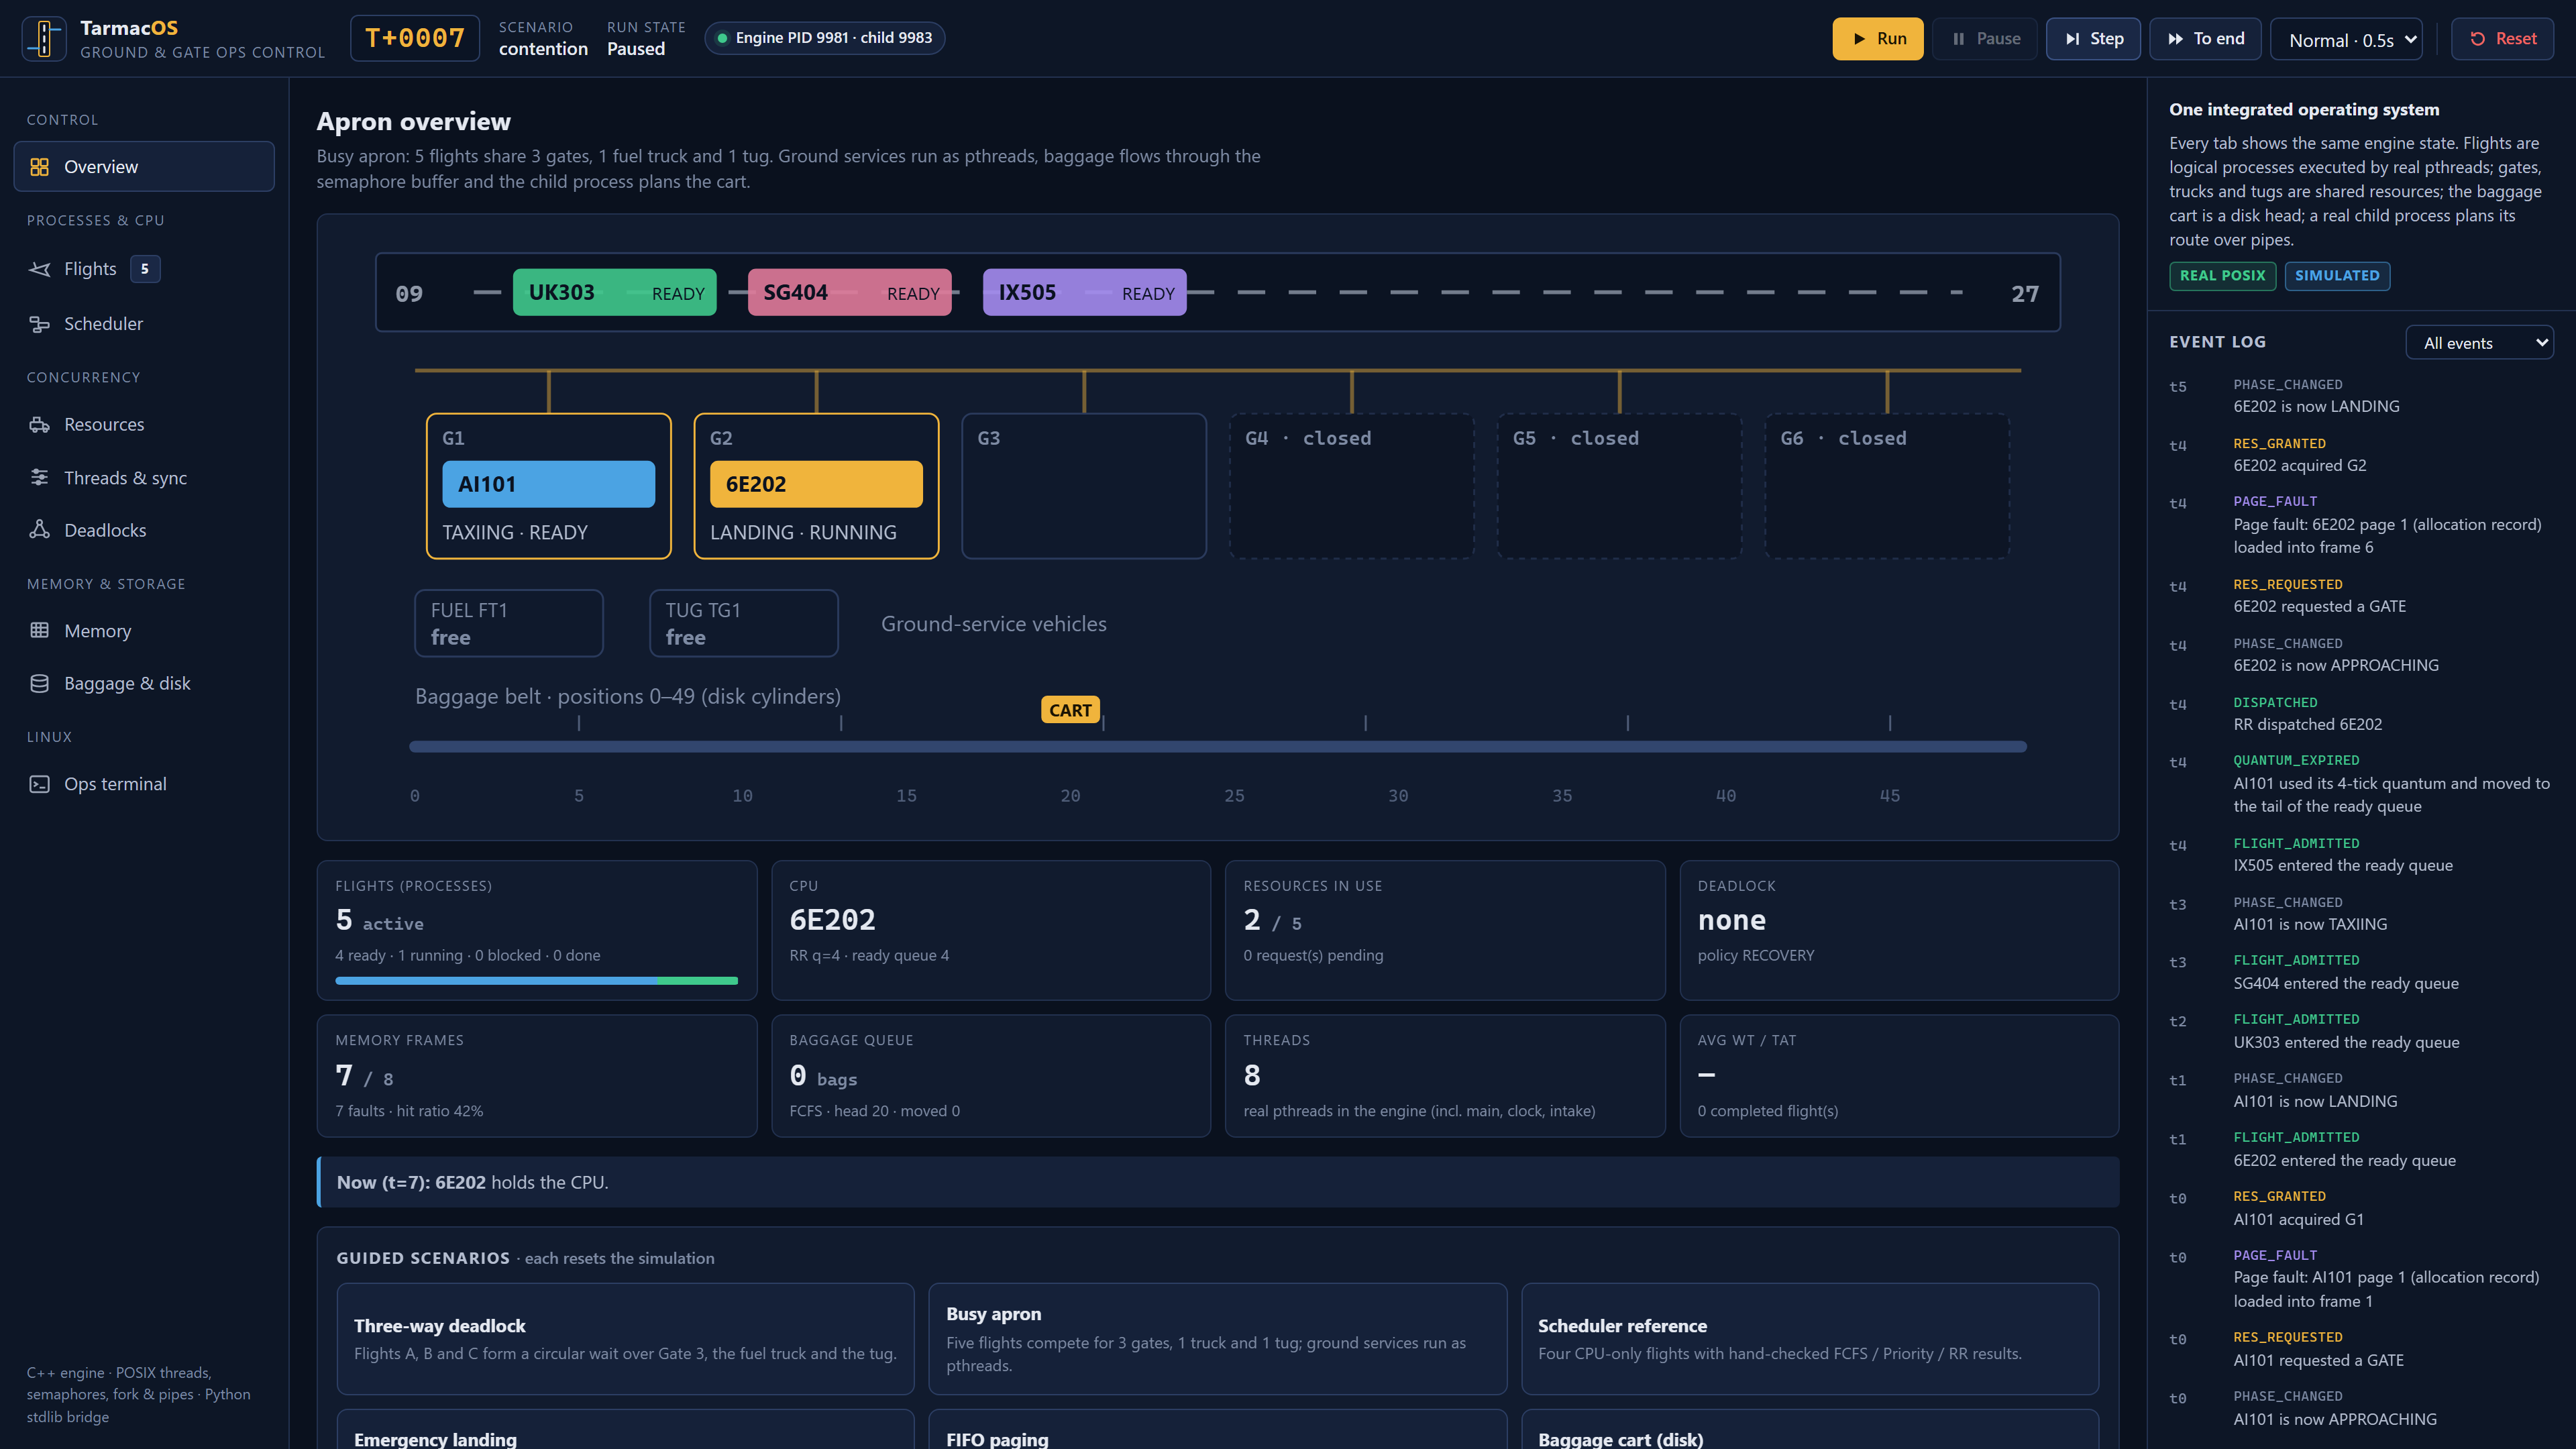 TarmacOS
GROUND & GATE OPS CONTROL
T+0007
SCENARIO
contention
RUN STATE
Paused
Engine PID 9981 · child 9983
Run
Pause
Step
To end
Normal · 0.5s
Reset
CONTROL
Overview
PROCESSES & CPU
Flights 5
Scheduler
CONCURRENCY
Resources
Threads & sync
Deadlocks
MEMORY & STORAGE
Memory
Baggage & disk
LINUX
Ops terminal
C++ engine · POSIX threads,
semaphores, fork & pipes · Python
stdlib bridge
Apron overview
Busy apron: 5 flights share 3 gates, 1 fuel truck and 1 tug. Ground services run as pthreads, baggage flows through the
semaphore buffer and the child process plans the cart.
09 UK303 READY SG404 READY IX505 READY 27
G1
AI101
TAXIING · READY
G2
6E202
LANDING · RUNNING
G3
G4 · closed
G5 · closed
G6 · closed
FUEL FT1
free
TUG TG1
free
Ground-service vehicles
Baggage belt · positions 0–49 (disk cylinders)
CART
0 5 10 15 20 25 30 35 40 45
FLIGHTS (PROCESSES)
5 active
4 ready · 1 running · 0 blocked · 0 done
CPU
6E202
RR q=4 · ready queue 4
RESOURCES IN USE
2 / 5
0 request(s) pending
DEADLOCK
none
policy RECOVERY
MEMORY FRAMES
7 / 8
7 faults · hit ratio 42%
BAGGAGE QUEUE
0 bags
FCFS · head 20 · moved 0
THREADS
8
real pthreads in the engine (incl. main, clock, intake)
AVG WT / TAT
—
0 completed flight(s)
Now (t=7): 6E202 holds the CPU.
GUIDED SCENARIOS · each resets the simulation
Three-way deadlock
Flights A, B and C form a circular wait over Gate 3, the fuel truck and the tug.
Busy apron
Five flights compete for 3 gates, 1 truck and 1 tug; ground services run as
pthreads.
Scheduler reference
Four CPU-only flights with hand-checked FCFS / Priority / RR results.
Emergency landing
FIFO paging
Baggage cart (disk)
One integrated operating system
Every tab shows the same engine state. Flights are
logical processes executed by real pthreads; gates,
trucks and tugs are shared resources; the baggage
cart is a disk head; a real child process plans its
route over pipes.
REAL POSIX
SIMULATED
EVENT LOG
All events
t5 PHASE_CHANGED
6E202 is now LANDING
t4 RES_GRANTED
6E202 acquired G2
t4 PAGE_FAULT
Page fault: 6E202 page 1 (allocation record)
loaded into frame 6
t4 RES_REQUESTED
6E202 requested a GATE
t4 PHASE_CHANGED
6E202 is now APPROACHING
t4 DISPATCHED
RR dispatched 6E202
t4 QUANTUM_EXPIRED
AI101 used its 4-tick quantum and moved to
the tail of the ready queue
t4 FLIGHT_ADMITTED
IX505 entered the ready queue
t3 PHASE_CHANGED
AI101 is now TAXIING
t3 FLIGHT_ADMITTED
SG404 entered the ready queue
t2 FLIGHT_ADMITTED
UK303 entered the ready queue
t1 PHASE_CHANGED
AI101 is now LANDING
t1 FLIGHT_ADMITTED
6E202 entered the ready queue
t0 RES_GRANTED
AI101 acquired G1
t0 PAGE_FAULT
Page fault: AI101 page 1 (allocation record)
loaded into frame 1
t0 RES_REQUESTED
AI101 requested a GATE
t0 PHASE_CHANGED
AI101 is now APPROACHING